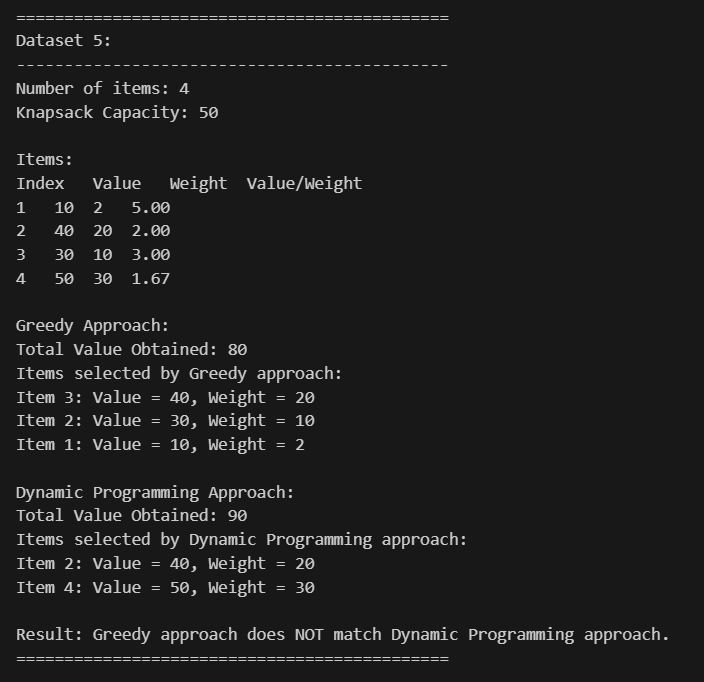 =============================================
Dataset 5:
---------------------------------------------
Number of items: 4
Knapsack Capacity: 50
Items:
Index   Value   Weight  Value/Weight
1   10  2   5.00
2   40  20  2.00
3   30  10  3.00
4   50  30  1.67
Greedy Approach:
Total Value Obtained: 80
Items selected by Greedy approach:
Item 3: Value = 40, Weight = 20
Item 2: Value = 30, Weight = 10
Item 1: Value = 10, Weight = 2
Dynamic Programming Approach:
Total Value Obtained: 90
Items selected by Dynamic Programming approach:
Item 2: Value = 40, Weight = 20
Item 4: Value = 50, Weight = 30
Result: Greedy approach does NOT match Dynamic Programming approach.
=============================================